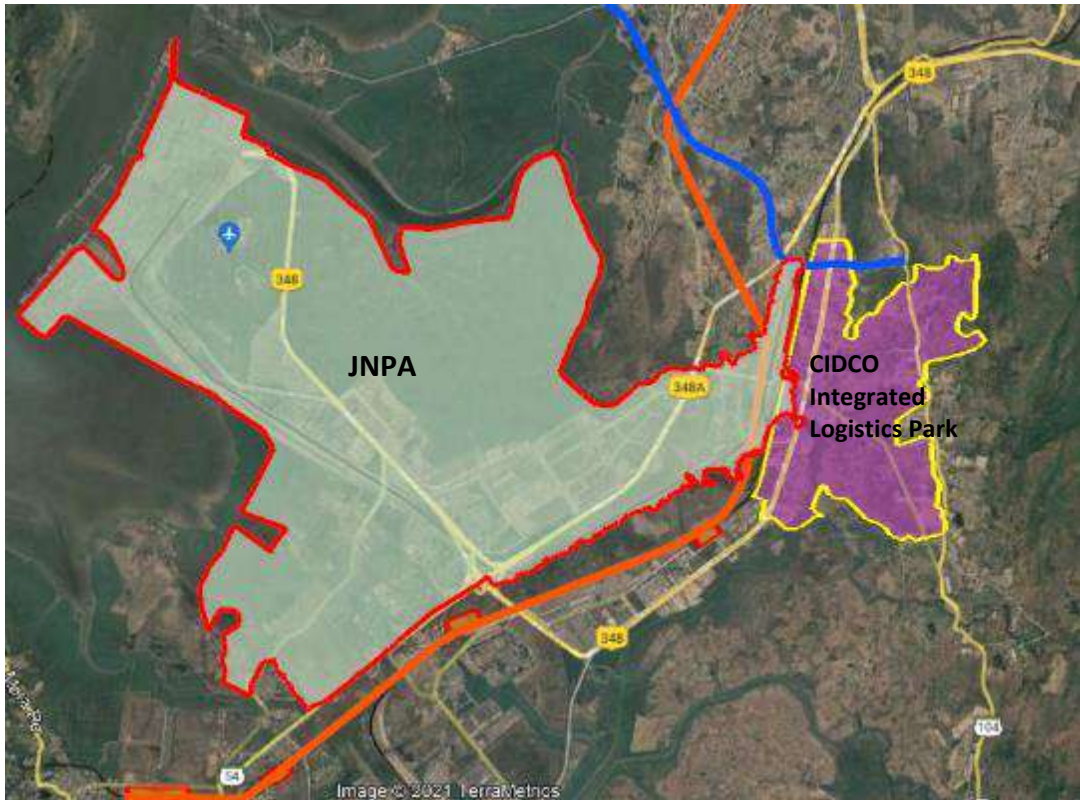 348
348
JNPA
348A
CIDCO
Integrated
Logistics Park
348
54
104
Image © 2021 TerraMetrics